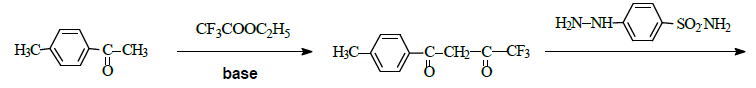 H3C
C-CH3
O
CF3COOC2H5
base
H3C
C-CH2-C-CF3
O
O
H2N-NH
SO2NH2